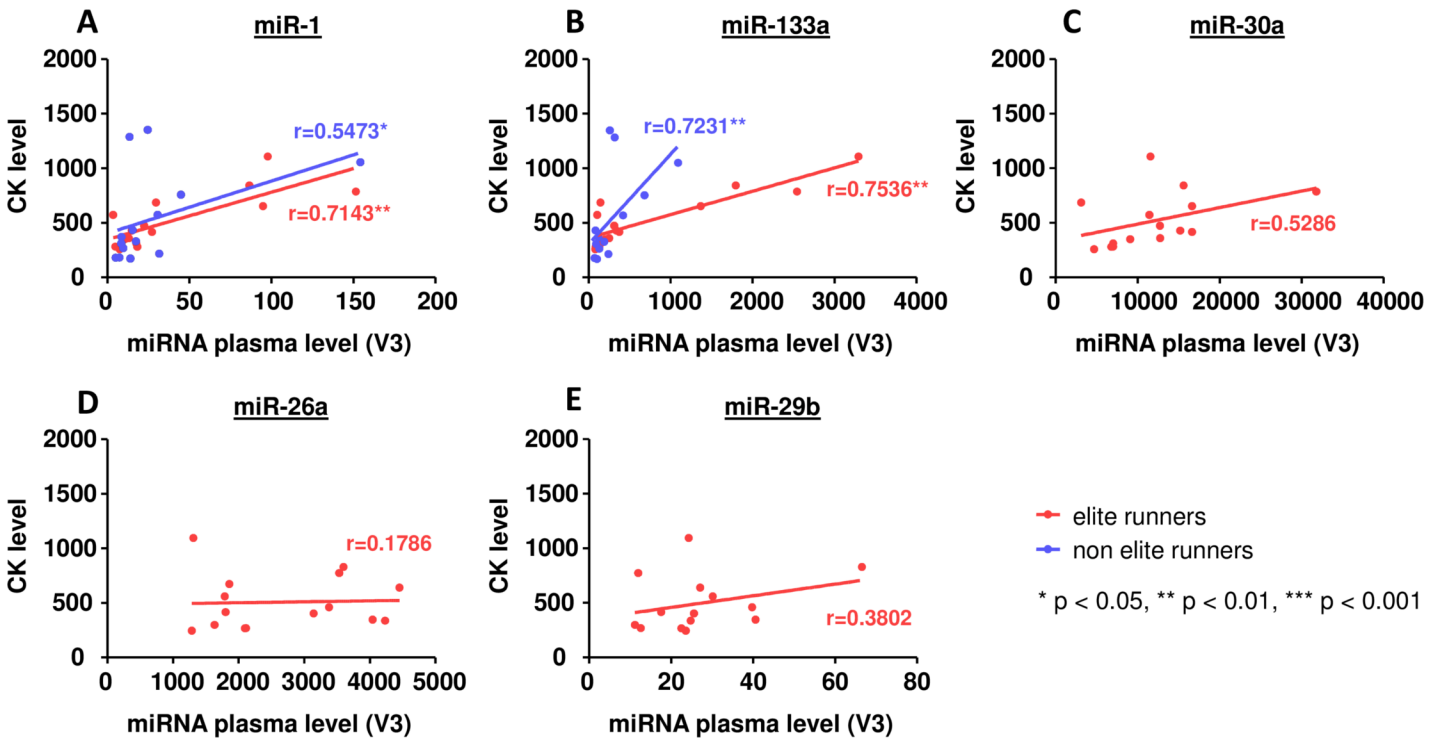 A
miR-1
CK level
2000
1500
1000
500
0
r=0.5473*
r=0.7143**
0 50 100 150 200
miRNA plasma level (V3)
B
miR-133a
CK level
2000
1500
1000
500
0
r=0.7231**
r=0.7536**
0 1000 2000 3000 4000
miRNA plasma level (V3)
C
miR-30a
CK level
2000
1500
1000
500
0
r=0.5286
0 10000 20000 30000 40000
miRNA plasma level (V3)
D
miR-26a
CK level
2000
1500
1000
500
0
r=0.1786
0 1000 2000 3000 4000 5000
miRNA plasma level (V3)
E
miR-29b
CK level
2000
1500
1000
500
0
r=0.3802
0 20 40 60 80
miRNA plasma level (V3)
elite runners
non elite runners
* p < 0.05, ** p < 0.01, *** p < 0.001